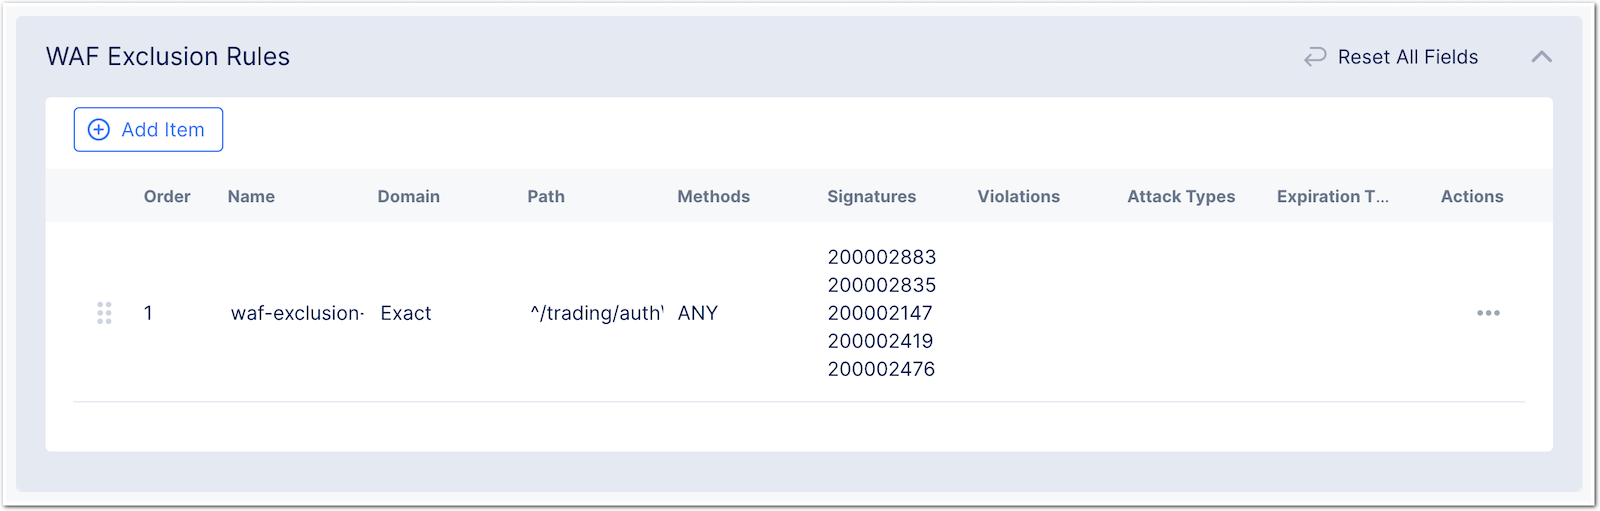 WAF Exclusion Rules
Reset All Fields
Add Item
Order Name Domain Path Methods Signatures Violations Attack Types Expiration T... Actions
1 waf-exclusion- Exact ^/trading/auth\ ANY
200002883
200002835
200002147
200002419
200002476